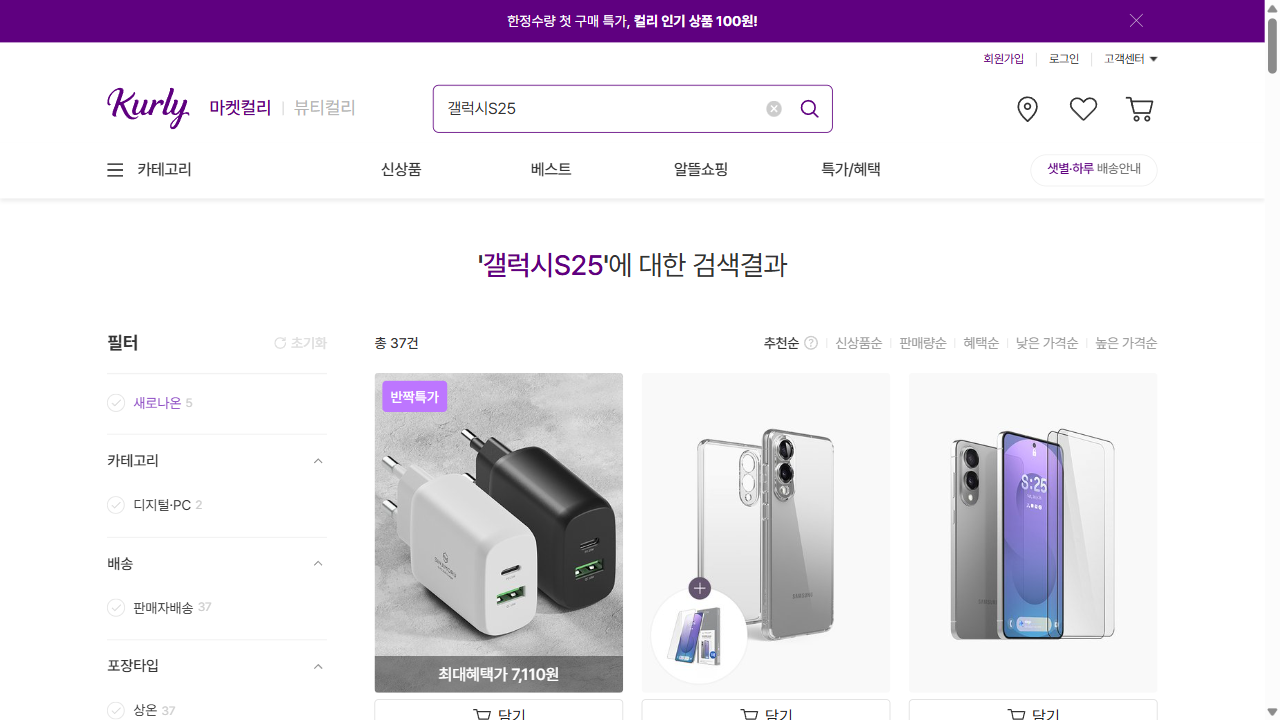 한정수량 첫 구매 특가, 컬리 인기 상품 100원!
회원가입 로그인 고객센터
Kurly 마켓컬리 뷰티컬리
갤럭시S25
카테고리 신상품 베스트 알뜰쇼핑 특가/혜택 샛별·하루 배송안내
'갤럭시S25'에 대한 검색결과
필터 초기화
총 37건 추천순 신상품순 판매량순 혜택순 낮은 가격순 높은 가격순
새로나온 5
카테고리
디지털·PC 2
배송
판매자배송 37
포장타입
상온 37
반짝특가
최대혜택가 7,110원
8:25
SAMSUNG
담기 담기 담기